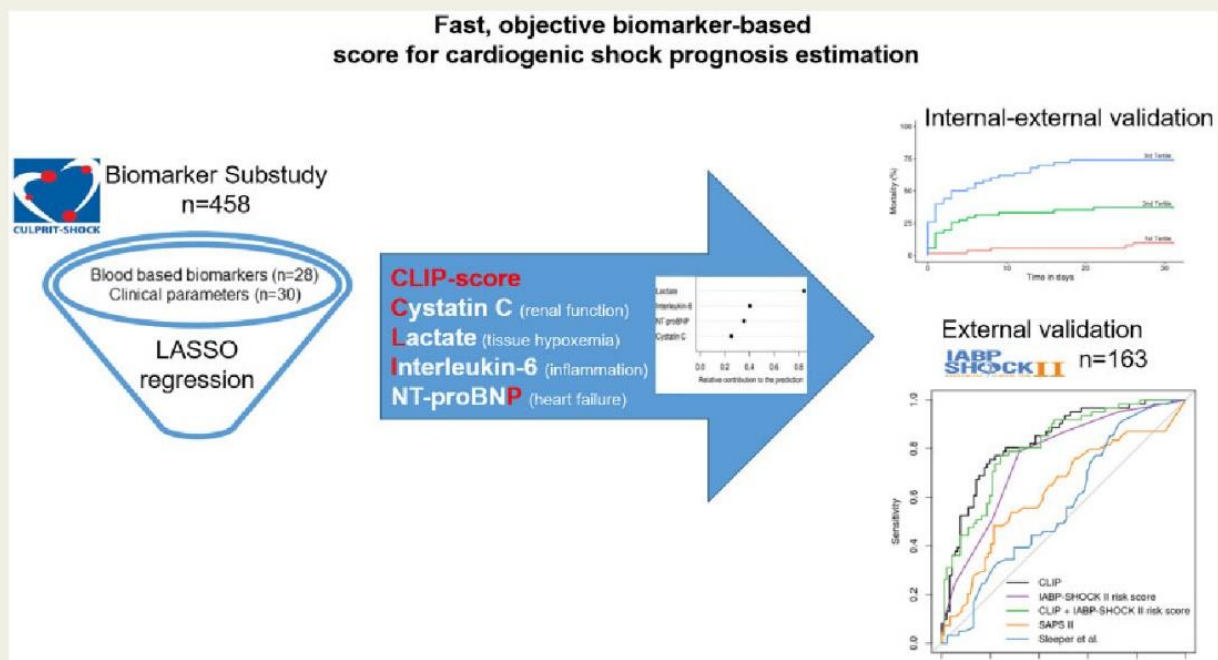 Fast, objective biomarker-based
score for cardiogenic shock prognosis estimation
CULPRIT-SHOCK
Biomarker Substudy
n=458
Blood based biomarkers (n=28)
Clinical parameters (n=30)
LASSO
regression
CLIP-score
Cystatin C (renal function)
Lactate (tissue hypoxemia)
Interleukin-6 (inflammation)
NT-proBNP (heart failure)
Lactate
Interleukin-6
NT-proBNP
Cystatin C
0.0 0.2 0.4 0.6 0.8
Relative contribution to the prediction
Internal-external validation
Mortality (%)
100
75
50
25
0
3rd Tertile
2nd Tertile
1st Tertile
0 10 20 30
Time in days
External validation
IABP
SHOCK II
n=163
Sensitivity
1.0
0.8
0.6
0.4
0.2
0.0
CLIP
IABP-SHOCK II risk score
CLIP + IABP-SHOCK II risk score
SAPS II
Sleeper et al.